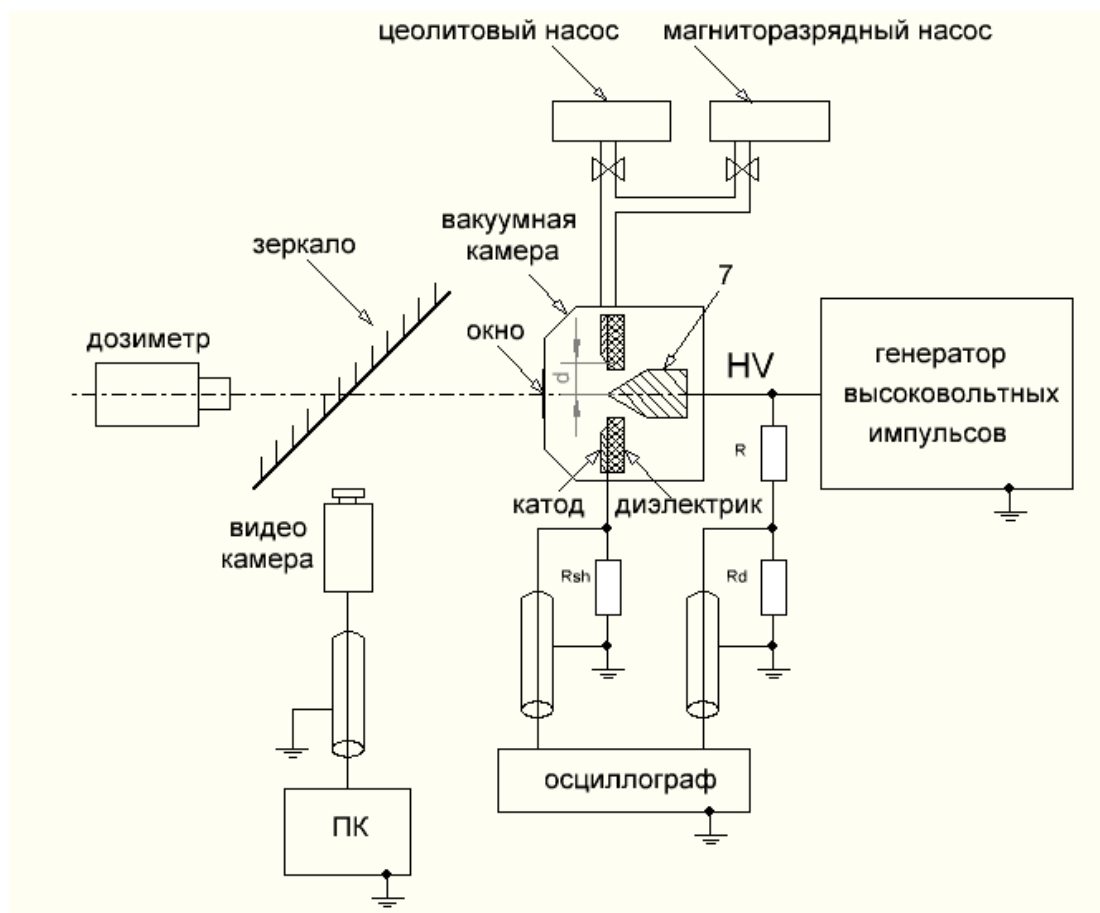 цеолитовый насос
магниторазрядный насос
вакуумная
камера
зеркало
7
окно
дозиметр
d
HV
генератор
высоковольтных
импульсов
R
катод
диэлектрик
видео
камера
Rsh
Rd
осциллограф
ПК